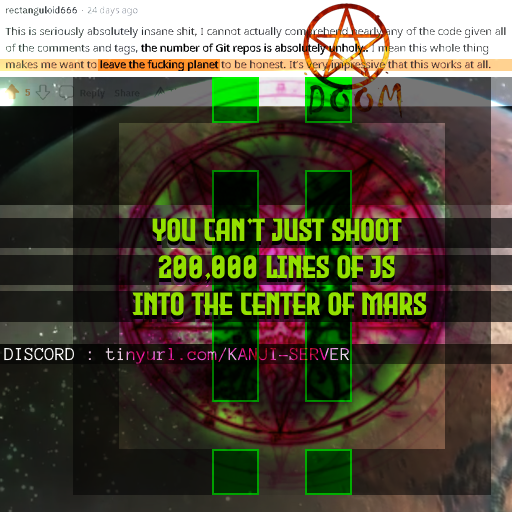 rectanguloid666 · 24 days ago
This is seriously absolutely insane shit, I cannot actually comprehend nearly any of the code given all
of the comments and tags, the number of Git repos is absolutely unholy.. I mean this whole thing
makes me want to leave the fucking planet to be honest. It's very impressive that this works at all.
5 Reply Share
DOOM
YOU CAN'T JUST SHOOT
200,000 LINES OF JS
INTO THE CENTER OF MARS
DISCORD : tinyurl.com/KANJI-SERVER